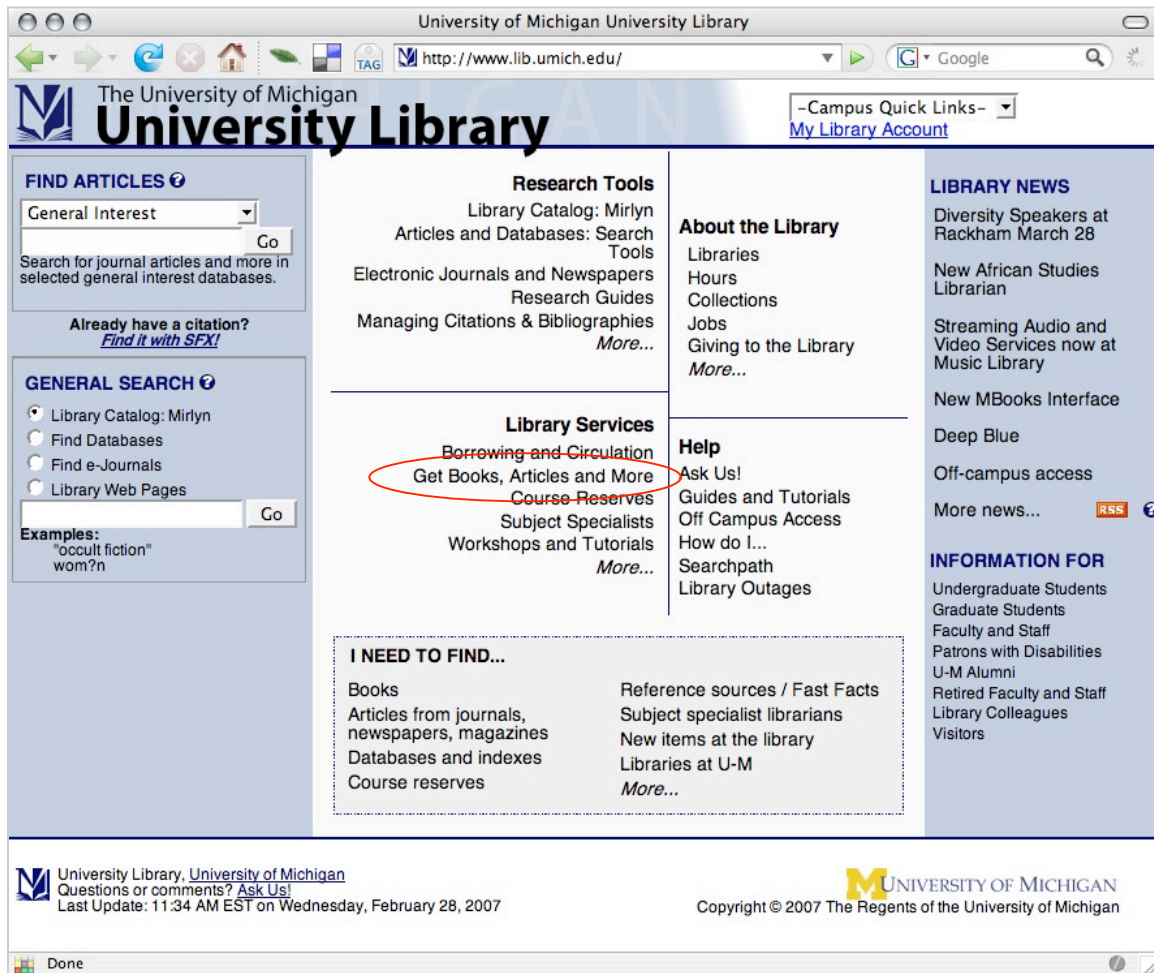 University of Michigan University Library
TAG
http://www.lib.umich.edu/
G
Google
MICHIGAN
The University of Michigan
University Library
-Campus Quick Links-
My Library Account
FIND ARTICLES ?
General Interest
Go
Search for journal articles and more in
selected general interest databases.
Already have a citation?
Find it with SFX!
GENERAL SEARCH ?
Library Catalog: Mirlyn
Find Databases
Find e-Journals
Library Web Pages
Go
Examples:
"occult fiction"
wom?n
Research Tools
Library Catalog: Mirlyn
Articles and Databases: Search
Tools
Electronic Journals and Newspapers
Research Guides
Managing Citations & Bibliographies
More...
About the Library
Libraries
Hours
Collections
Jobs
Giving to the Library
More...
Library Services
Borrowing and Circulation
Get Books, Articles and More
Course Reserves
Subject Specialists
Workshops and Tutorials
More...
Help
Ask Us!
Guides and Tutorials
Off Campus Access
How do I...
Searchpath
Library Outages
I NEED TO FIND...
Books
Articles from journals,
newspapers, magazines
Databases and indexes
Course reserves
Reference sources / Fast Facts
Subject specialist librarians
New items at the library
Libraries at U-M
More...
LIBRARY NEWS
Diversity Speakers at
Rackham March 28
New African Studies
Librarian
Streaming Audio and
Video Services now at
Music Library
New MBooks Interface
Deep Blue
Off-campus access
More news... RSS ?
INFORMATION FOR
Undergraduate Students
Graduate Students
Faculty and Staff
Patrons with Disabilities
U-M Alumni
Retired Faculty and Staff
Library Colleagues
Visitors
University Library, University of Michigan
Questions or comments? Ask Us!
Last Update: 11:34 AM EST on Wednesday, February 28, 2007
M UNIVERSITY OF MICHIGAN
Copyright © 2007 The Regents of the University of Michigan
Done